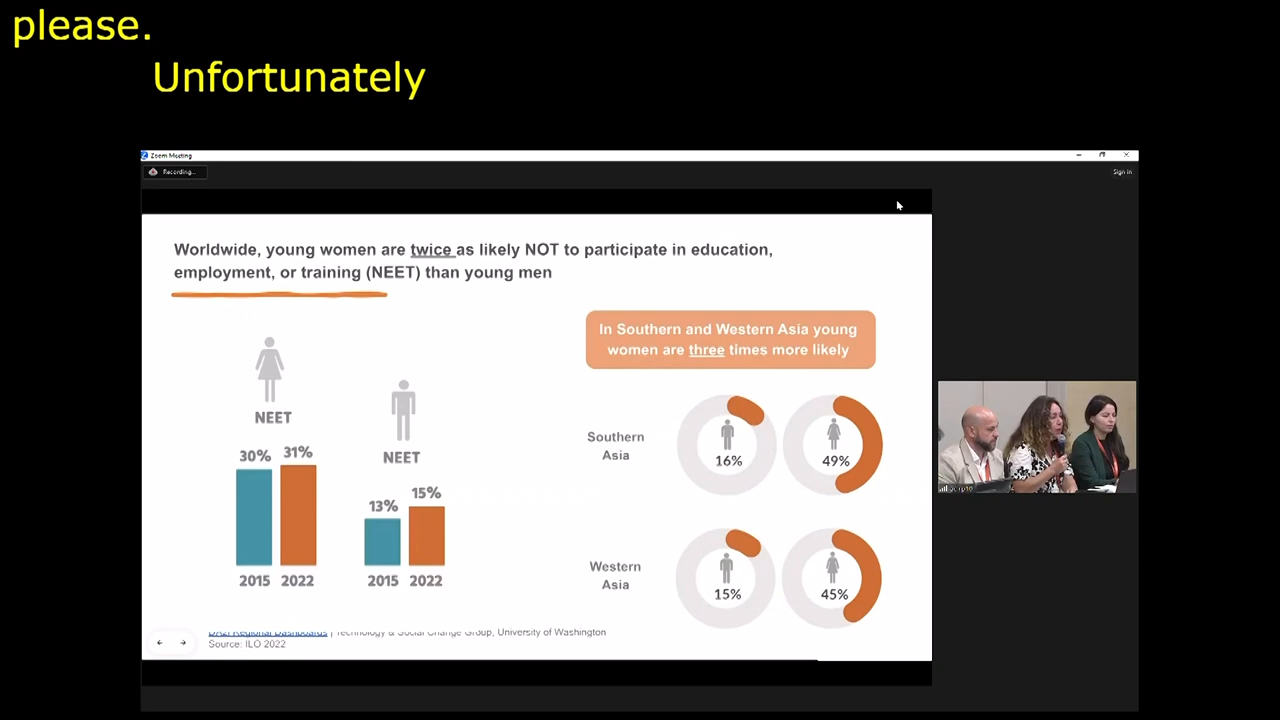 please.
Unfortunately
Zoom Meeting
Recording...
Sign in
Worldwide, young women are twice as likely NOT to participate in education,
employment, or training (NEET) than young men
In Southern and Western Asia young
women are three times more likely
NEET
NEET
30%
31%
13%
15%
2015
2022
2015
2022
Southern
Asia
16%
49%
Western
Asia
15%
45%
Regional Dashboards | Technology & Social Change Group, University of Washington
Source: ILO 2022